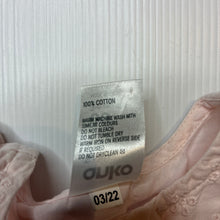 100% COTTON
WARM MACHINE WASH WITH
SIMILAR COLOURS
DO NOT BLEACH
DO NOT TUMBLE DRY
WARM IRON ON REVERSE SIDE
IF REQUIRED
DO NOT DRYCLEAN
ouko
03/22